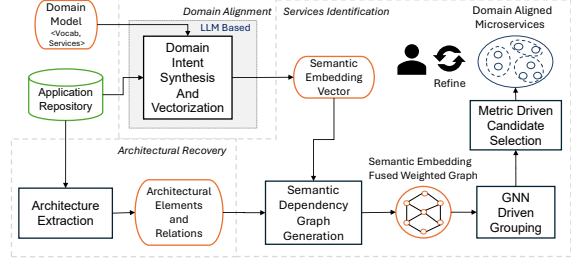 Domain
Model
<Vocab,
Services>
Domain Alignment
Services Identification
LLM Based
Domain
Intent
Synthesis
And
Vectorization
Application
Repository
Semantic
Embedding
Vector
Refine
Domain Aligned
Microservices
Metric Driven
Candidate
Selection
Architectural Recovery
Architecture
Extraction
Architectural
Elements
and
Relations
Semantic
Dependency
Graph
Generation
Semantic Embedding
Fused Weighted Graph
GNN
Driven
Grouping